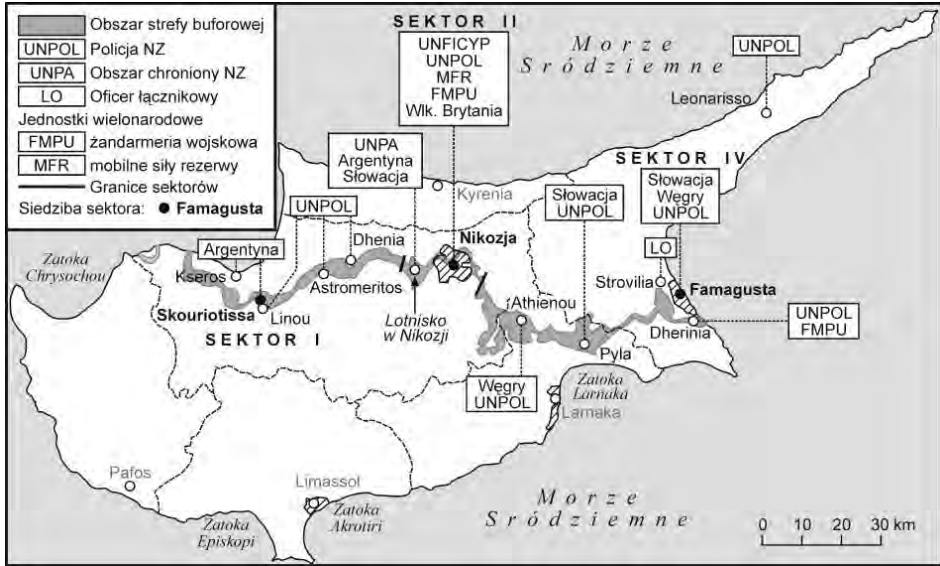 Obszar strefy buforowej
UNPOL Policja NZ
UNPA Obszar chroniony NZ
LO Oficer łącznikowy
Jednostki wielonarodowe
FMPU żandarmeria wojskowa
MFR mobilne siły rezerwy
Granice sektorów
Siedziba sektora: Famagusta
SEKTOR II
UNFICYP
UNPOL
MFR
FMPU
Wlk. Brytania
Morze
Sródziemne
UNPOL
Leonarisso
UNPA
Argentyna
Słowacja
Kyrenia
SEKTOR IV
Słowacja
Węgry
UNPOL
Słowacja
UNPOL
UNPOL
LO
Zatoka
Chrysochou
Argentyna
Kseros
Dhenia
Nikozja
Strovilia
Famagusta
Skouriotissa
Linou
Astromeritos
Lotnisko
w Nikozji
Athienou
Dherinia
UNPOL
FMPU
SEKTOR I
Pyla
Węgry
UNPOL
Zatoka
Larnaka
Larnaka
Pafos
Limassol
Zatoka
Akrotiri
Zatoka
Episkopi
Morze
Sródziemne
0 10 20 30 km